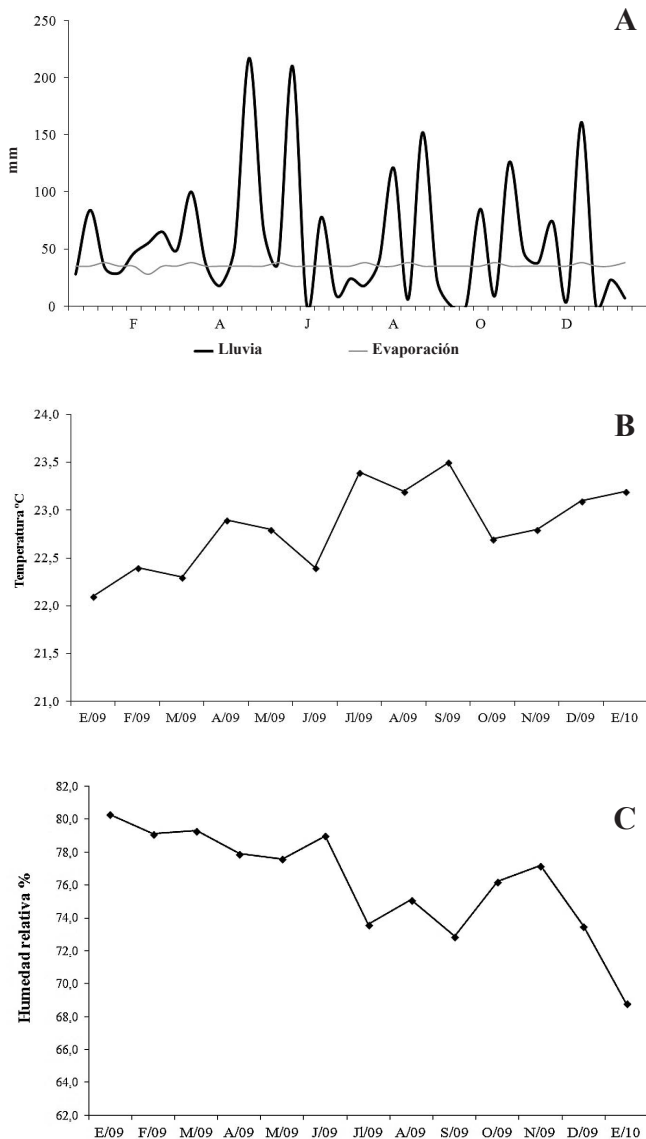 A
250
200
150
100
50
0
mm
F A J A O D
Lluvia Evaporación
B
24,0
23,5
23,0
22,5
22,0
21,5
21,0
Temperatura ºC
E/09 F/09 M/09 A/09 M/09 J/09 Jl/09 A/09 S/09 O/09 N/09 D/09 E/10
C
82,0
80,0
78,0
76,0
74,0
72,0
70,0
68,0
66,0
64,0
62,0
Humedad relativa %
E/09 F/09 M/09 A/09 M/09 J/09 Jl/09 A/09 S/09 O/09 N/09 D/09 E/10